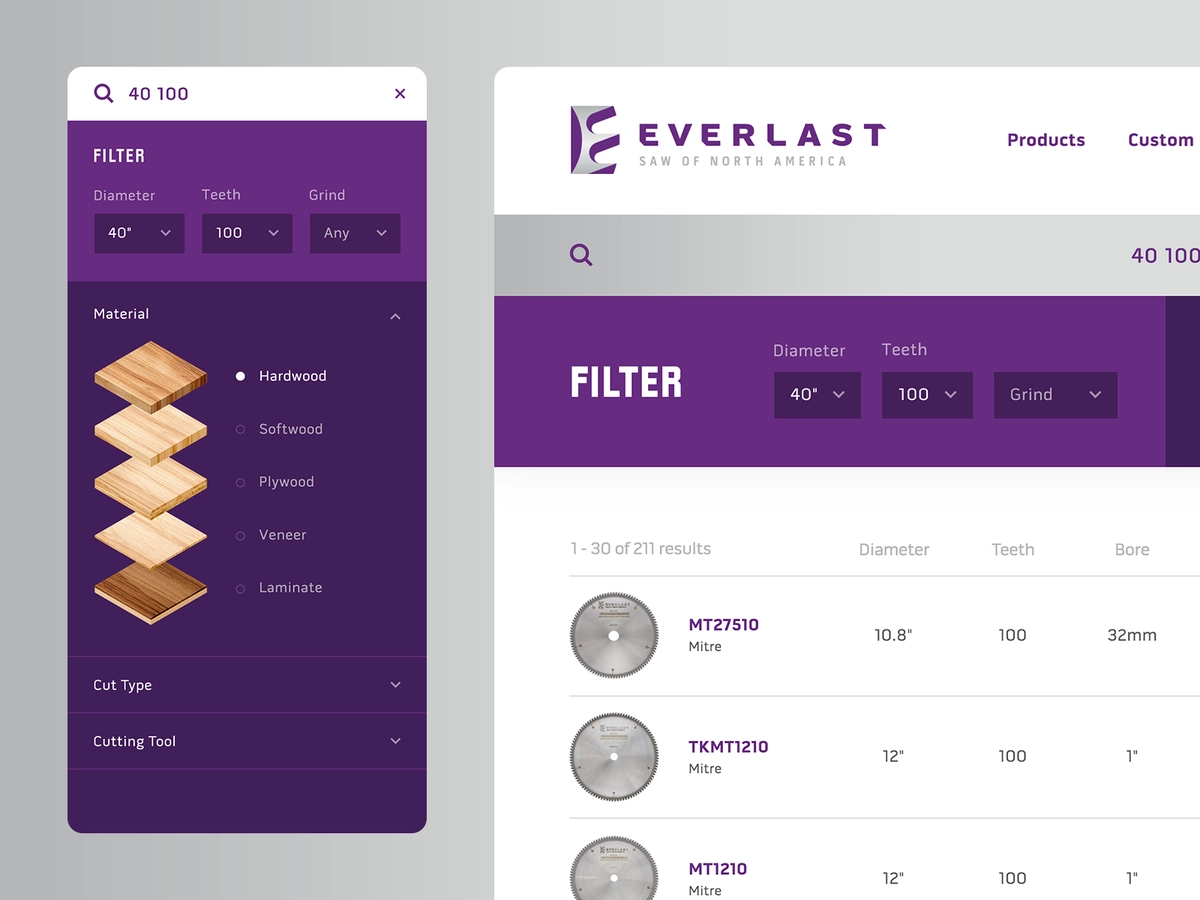 40 100
FILTER
Diameter Teeth Grind
40" 100 Any
Material
Hardwood
Softwood
Plywood
Veneer
Laminate
Cut Type
Cutting Tool
EVERLAST
SAW OF NORTH AMERICA
Products Custom
40 100
FILTER
Diameter Teeth
40" 100 Grind
1 - 30 of 211 results Diameter Teeth Bore
MT27510
Mitre
10.8" 100 32mm
TKMT1210
Mitre
12" 100 1"
MT1210
Mitre
12" 100 1"